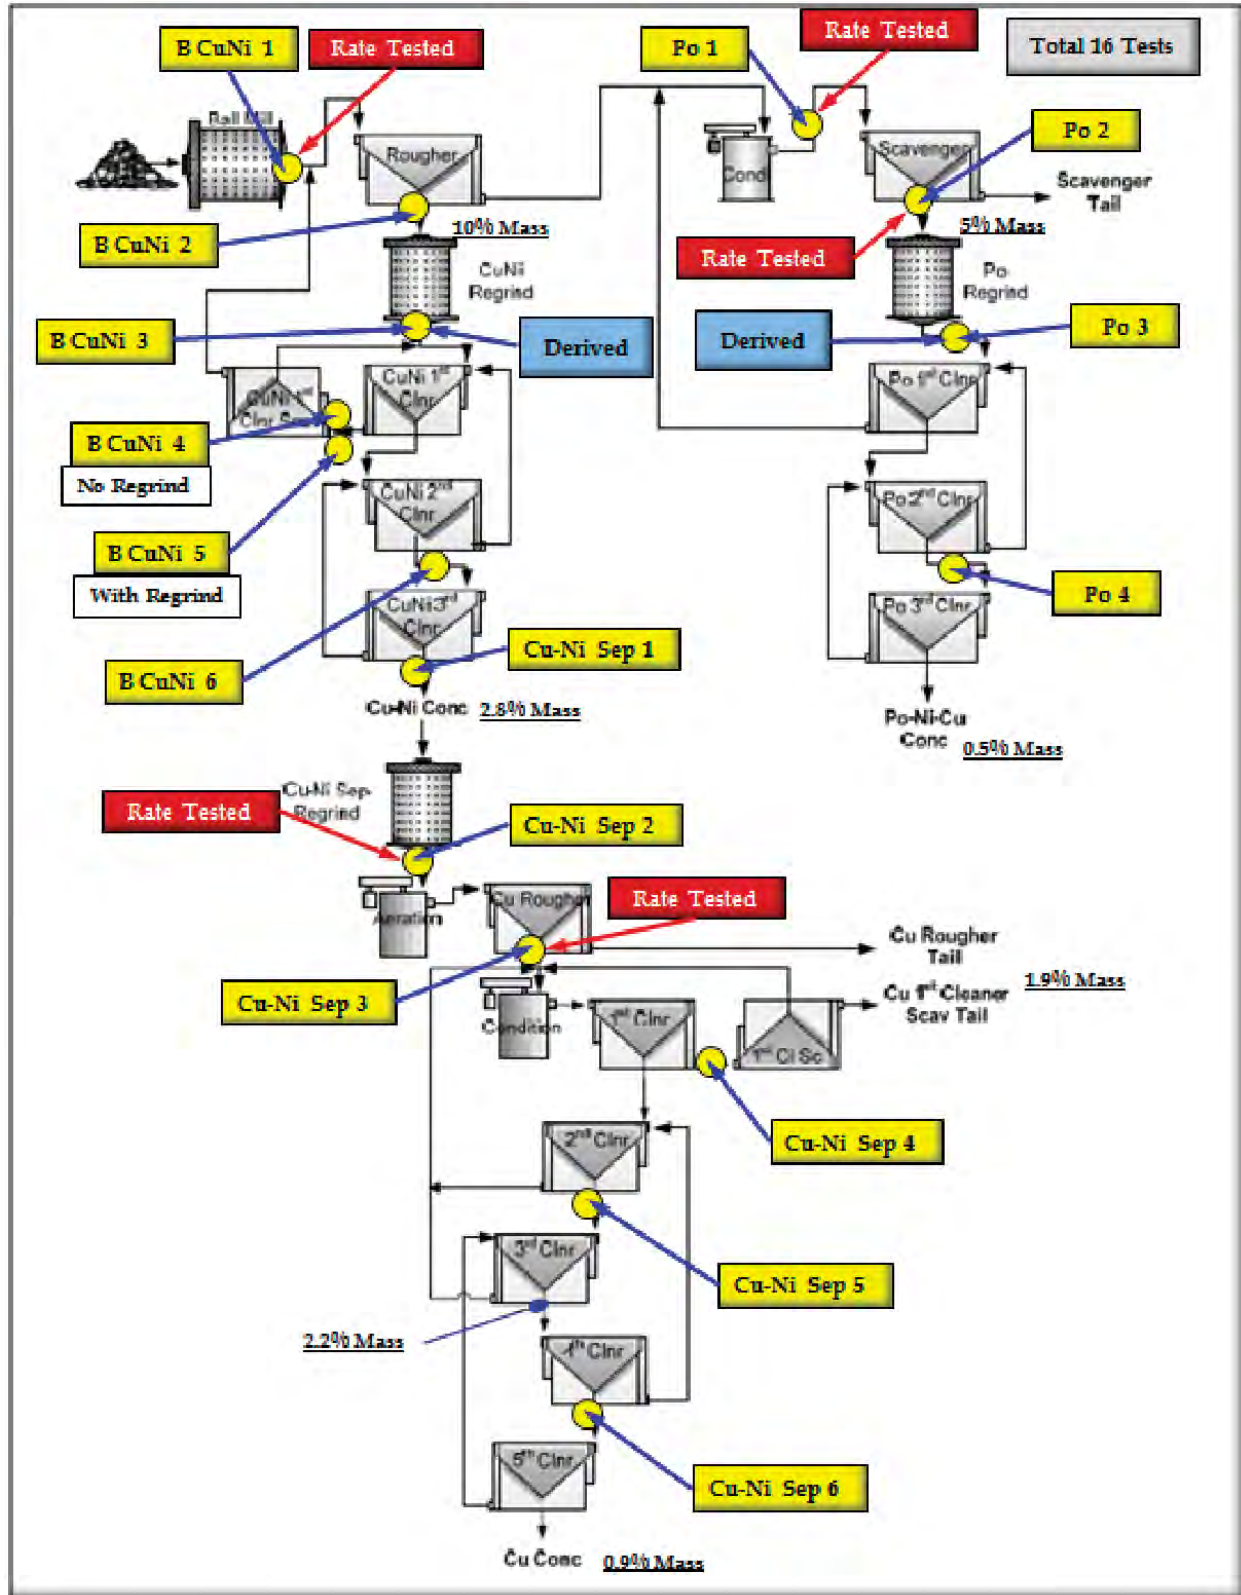 B CuNi 1
Rate Tested
Po 1
Rate Tested
Total 16 Tests
Ball Mill
Rougher
Cond
Scavenger
Po 2
Scavenger
Tail
B CuNi 2
10% Mass
5% Mass
Rate Tested
CuNi
Regrind
Po
Regrind
B CuNi 3
Derived
Derived
Po 3
CuNi 1st
Clnr Sc
CuNi 1st
Clnr
Po 1st Clnr
B CuNi 4
No Regrind
CuNi 2nd
Clnr
Po 2nd Clnr
B CuNi 5
With Regrind
Po 4
CuNi 3rd
Clnr
Po 3rd Clnr
B CuNi 6
Cu-Ni Sep 1
Cu-Ni Conc
2.8% Mass
Po-Ni-Cu
Conc
0.5% Mass
Cu-Ni Sep
Regrind
Rate Tested
Cu-Ni Sep 2
Aeration
Cu Rougher
Rate Tested
Cu Rougher
Tail
1.9% Mass
Cu-Ni Sep 3
Condition
1st Clnr
1st Cl Sc
Cu 1st Cleaner
Scav Tail
Cu-Ni Sep 4
2nd Clnr
3rd Clnr
Cu-Ni Sep 5
2.2% Mass
4th Clnr
5th Clnr
Cu-Ni Sep 6
Cu Conc
0.9% Mass